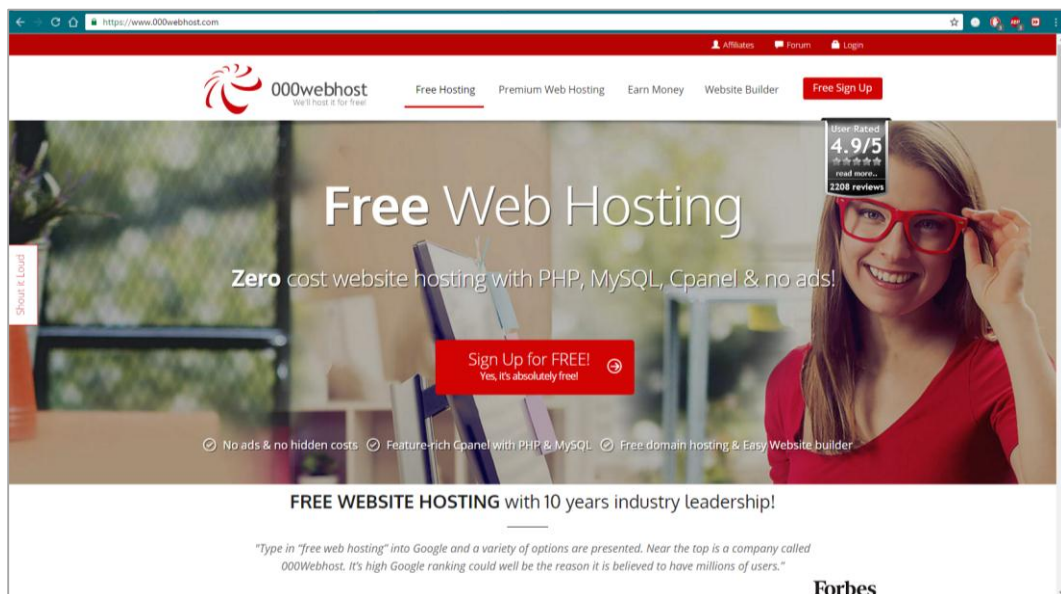 https://www.000webhost.com
Affiliates Forum Login
000webhost
We'll host it for free!
Free Hosting Premium Web Hosting Earn Money Website Builder Free Sign Up
User Rated
4.9/5
read more..
2208 reviews
Free Web Hosting
Shout it Loud
Zero cost website hosting with PHP, MySQL, Cpanel & no ads!
Sign Up for FREE!
Yes, it's absolutely free!
No ads & no hidden costs Feature-rich Cpanel with PHP & MySQL Free domain hosting & Easy Website builder
FREE WEBSITE HOSTING with 10 years industry leadership!
"Type in "free web hosting" into Google and a variety of options are presented. Near the top is a company called
000Webhost. It's high Google ranking could well be the reason it is believed to have millions of users."
Forbes